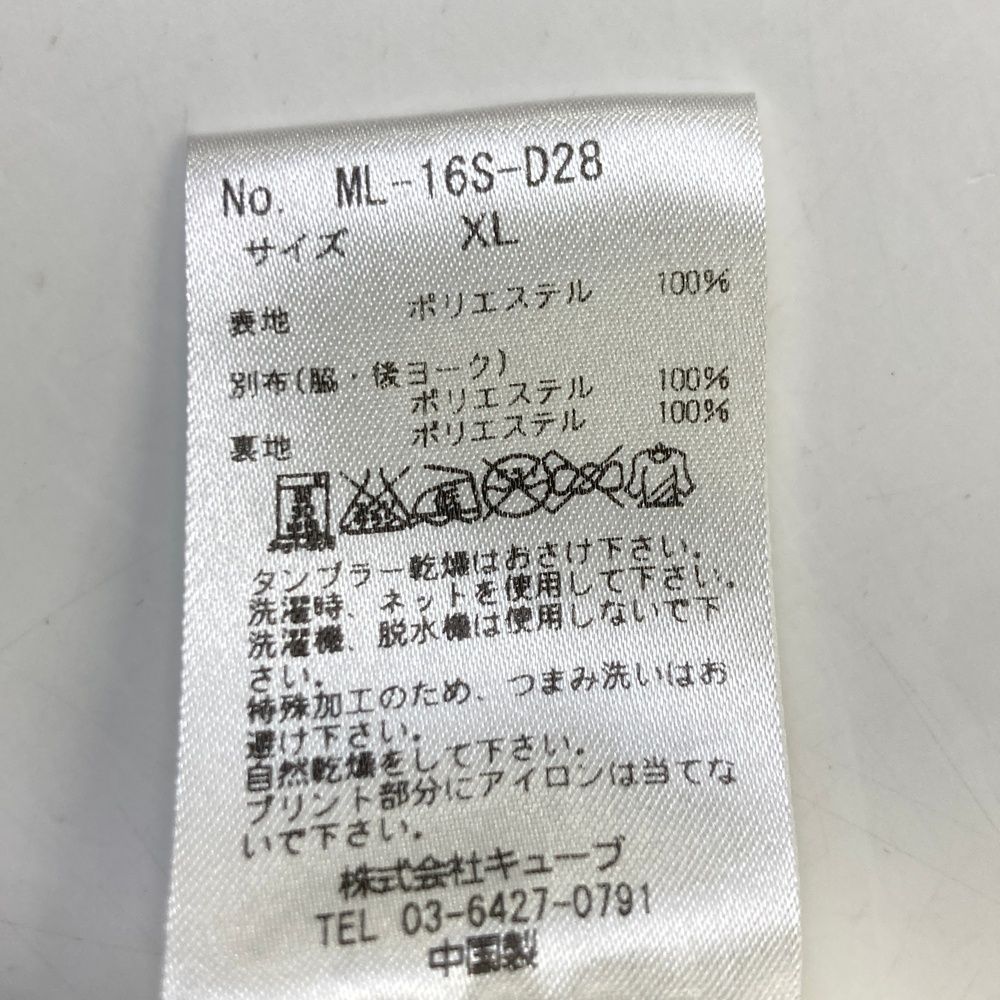 No. ML-16S-D28
サイズ XL
表地 ポリエステル 100%
別布(脇・後ヨーク)
ポリエステル 100%
裏地 ポリエステル 100%
タンブラー乾燥はおさけ下さい。
洗濯時、ネットを使用して下さい。
洗濯機、脱水機は使用しないで下
さい。
特殊加工のため、つまみ洗いはお
避け下さい。
自然乾燥をして下さい。
プリント部分にアイロンは当てな
いで下さい。
株式会社キューブ
TEL 03-6427-0791
中国製